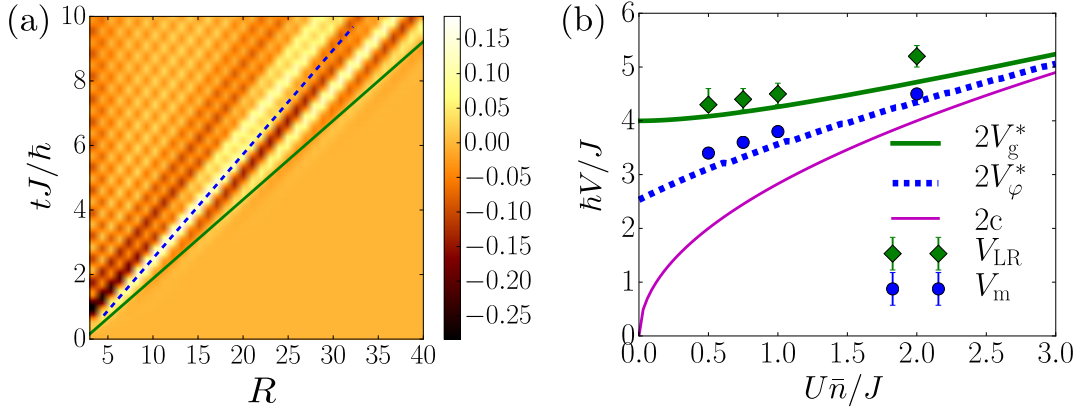 (a)
tJ/ħ
10
8
6
4
2
0
5 10 15 20 25 30 35 40
R
0.15
0.10
0.05
0.00
−0.05
−0.10
−0.15
−0.20
−0.25
(b)
ħV/J
6
5
4
3
2
1
0
0.0 0.5 1.0 1.5 2.0 2.5 3.0
Un̄/J
2V*g
2V*φ
2c
VLR
Vm